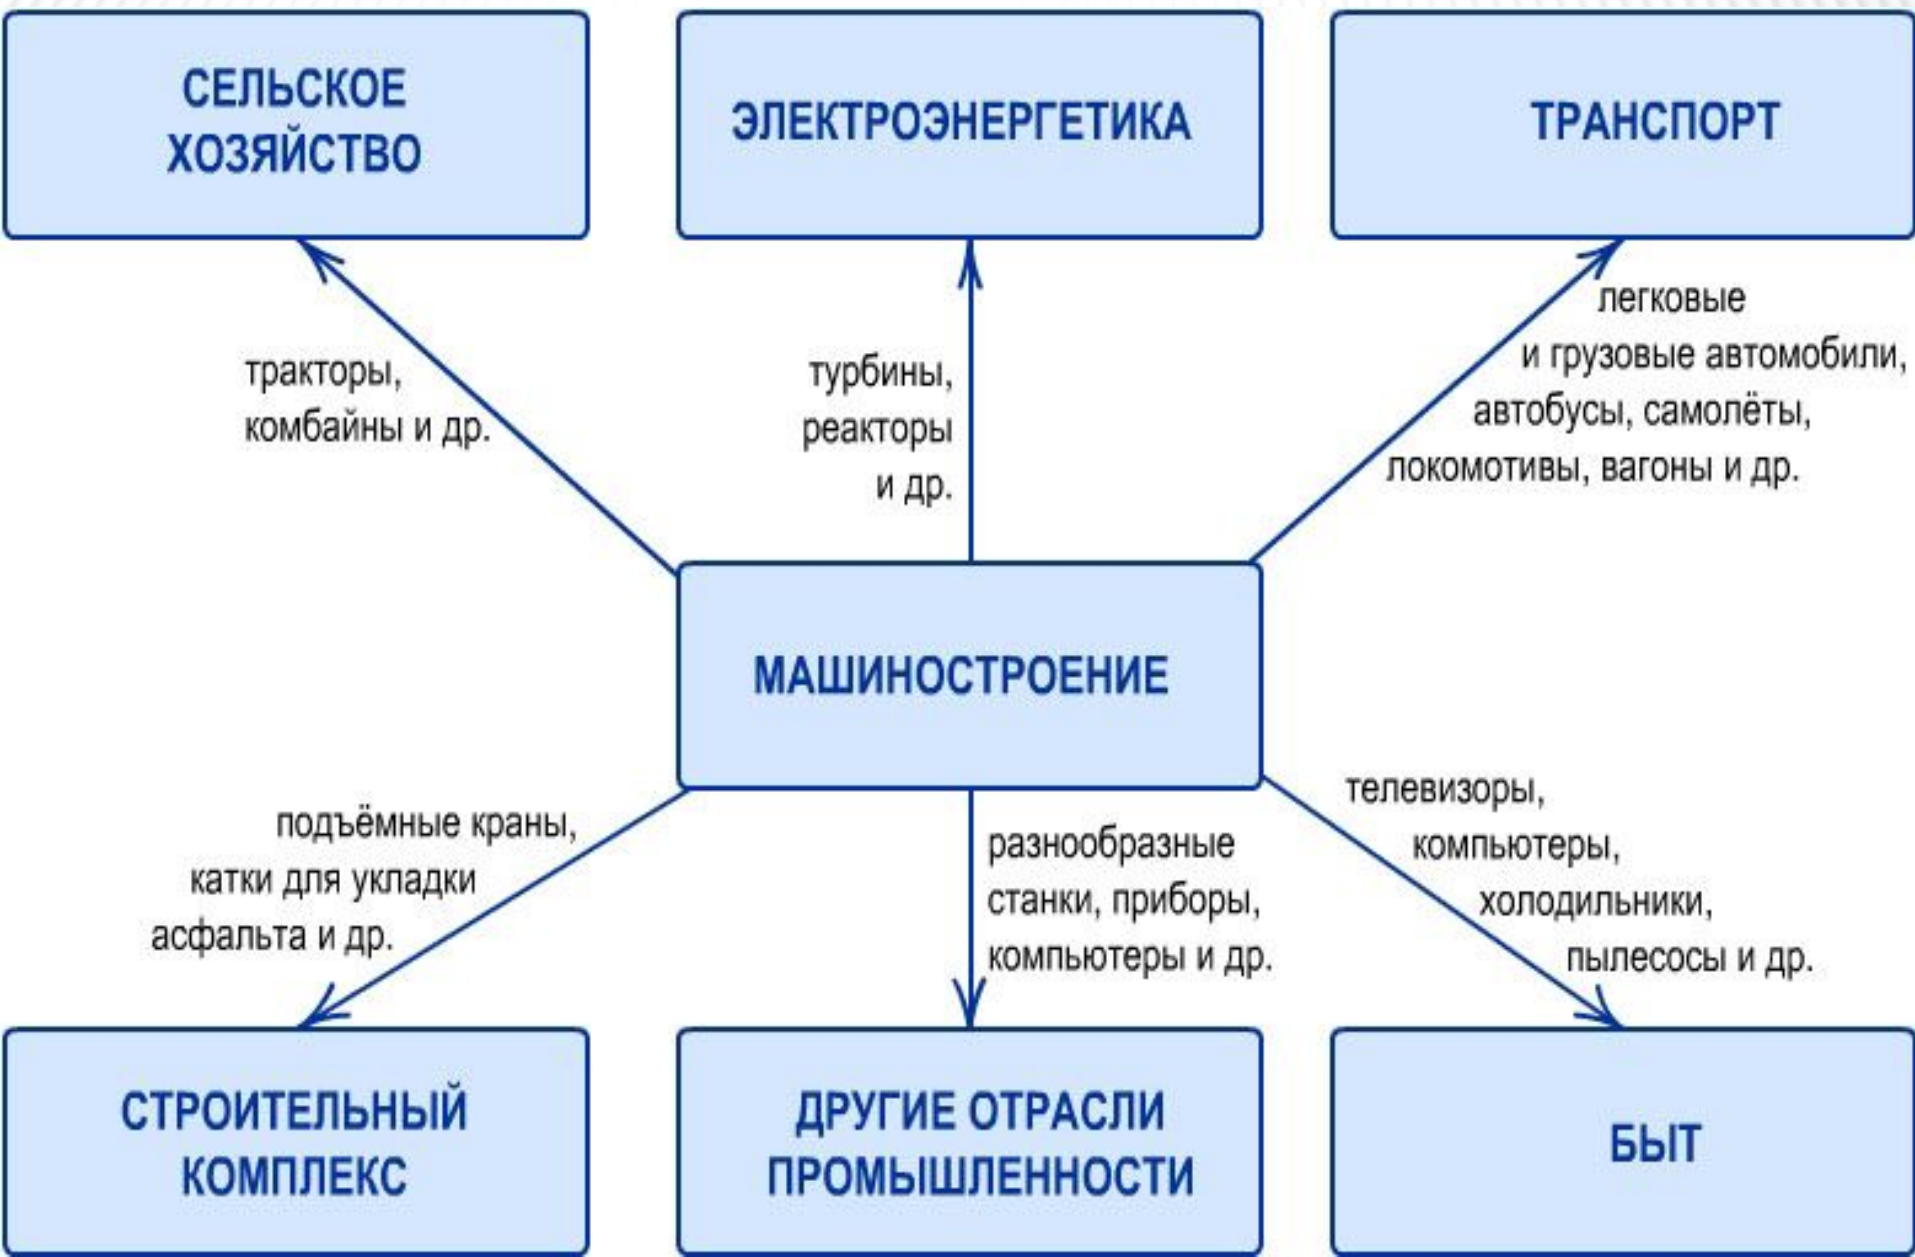 СЕЛЬСКОЕ
ХОЗЯЙСТВО
ЭЛЕКТРОЭНЕРГЕТИКА
ТРАНСПОРТ
тракторы,
комбайны и др.
турбины,
реакторы
и др.
легковые
и грузовые автомобили,
автобусы, самолёты,
локомотивы, вагоны и др.
МАШИНОСТРОЕНИЕ
подъёмные краны,
катки для укладки
асфальта и др.
разнообразные
станки, приборы,
компьютеры и др.
телевизоры,
компьютеры,
холодильники,
пылесосы и др.
СТРОИТЕЛЬНЫЙ
КОМПЛЕКС
ДРУГИЕ ОТРАСЛИ
ПРОМЫШЛЕННОСТИ
БЫТ